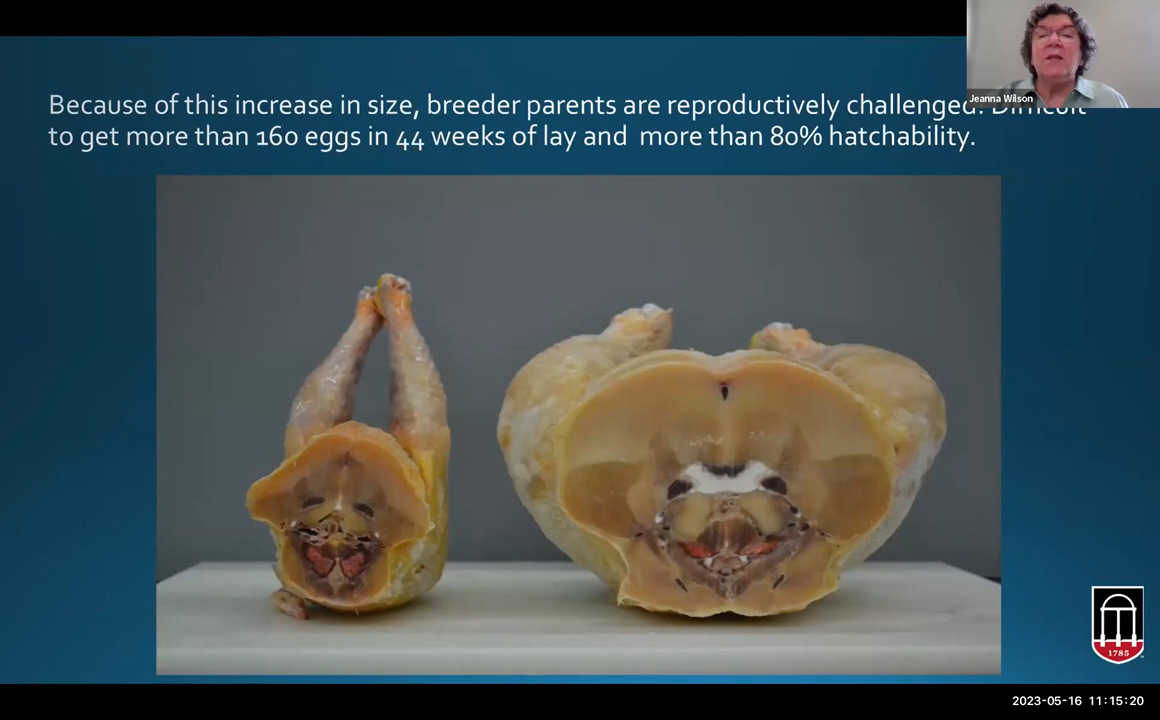 Because of this increase in size, breeder parents are reproductively challenged. Difficult
to get more than 160 eggs in 44 weeks of lay and more than 80% hatchability.
Jeanna Wilson
1785
2023-05-16 11:15:20